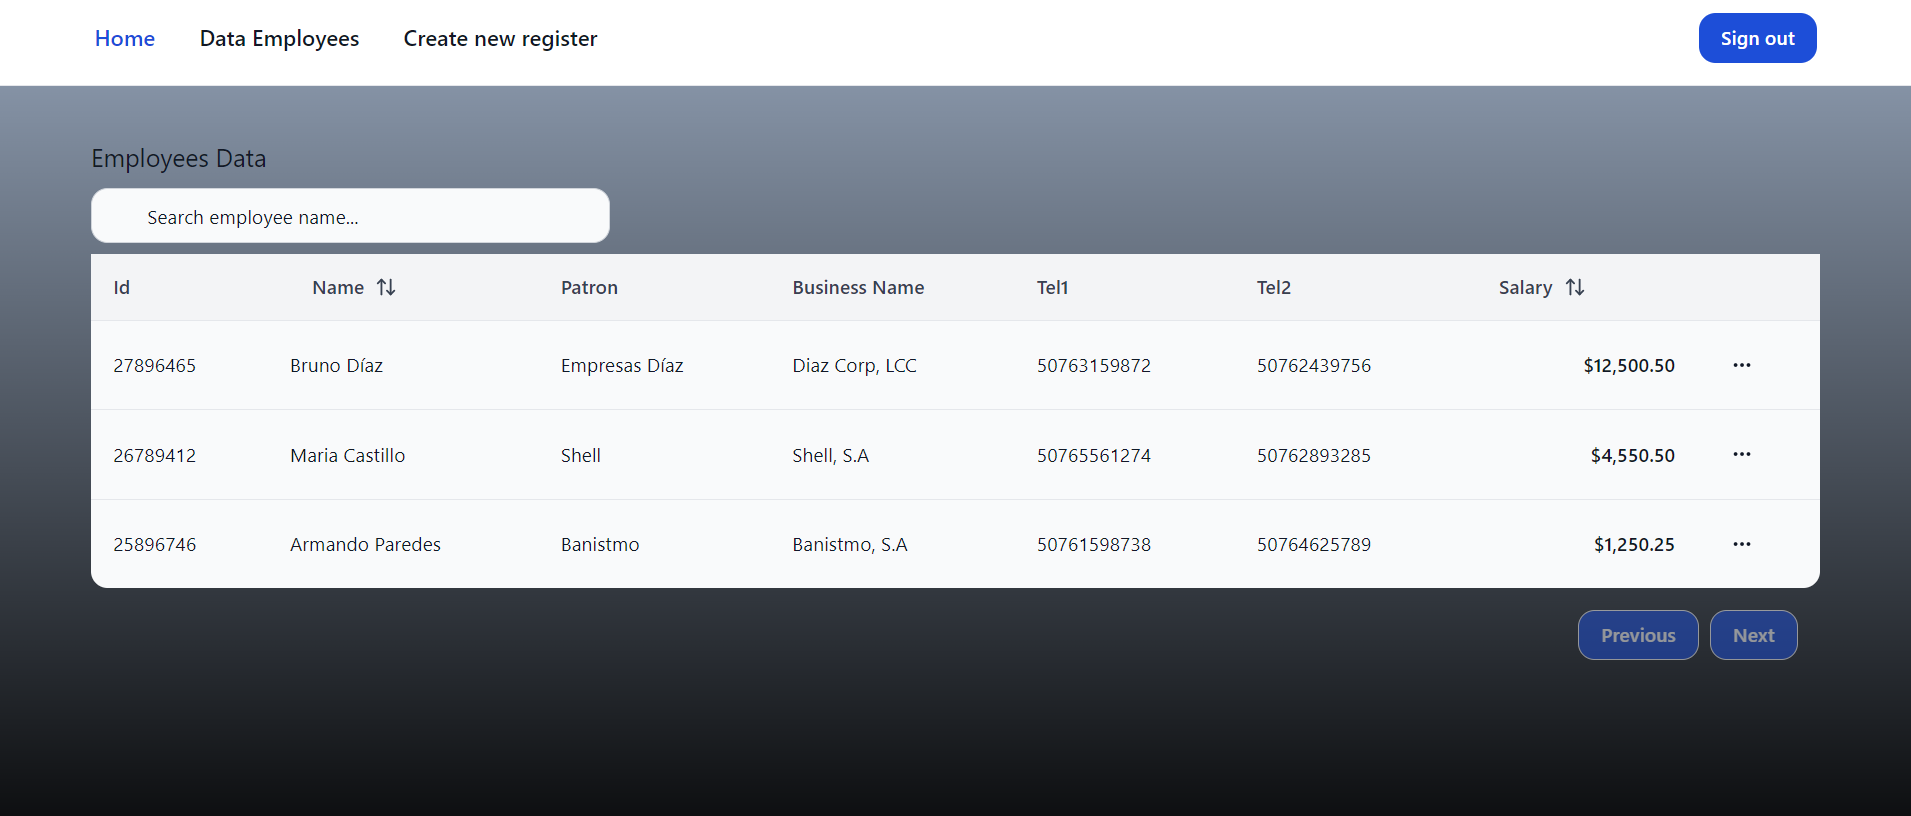 Home Data Employees Create new register Sign out
Employees Data
Search employee name...
Id Name Patron Business Name Tel1 Tel2 Salary
27896465 Bruno Díaz Empresas Díaz Diaz Corp, LCC 50763159872 50762439756 $12,500.50 ...
26789412 Maria Castillo Shell Shell, S.A 50765561274 50762893285 $4,550.50 ...
25896746 Armando Paredes Banistmo Banistmo, S.A 50761598738 50764625789 $1,250.25 ...
Previous Next